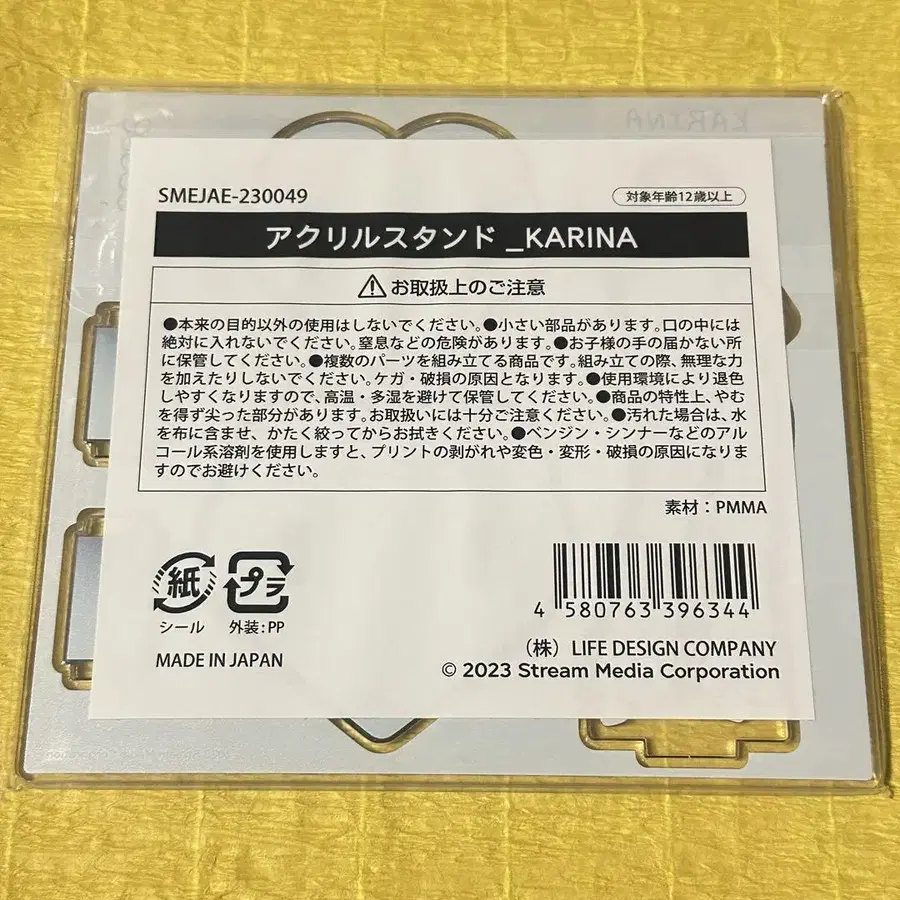 KARINA
SMEJAE-230049
対象年齢12歳以上
アクリルスタンド _KARINA
お取扱上のご注意
●本来の目的以外の使用はしないでください。●小さい部品があります。口の中には
絶対に入れないでください。窒息などの危険があります。●お子様の手の届かない所
に保管してください。●複数のパーツを組み立てる商品です。組み立ての際、無理な力
を加えたりしないでください。ケガ・破損の原因となります。●使用環境により退色
しやすくなりますので、高温・多湿を避けて保管してください。●商品の特性上、やむ
を得ず尖った部分があります。お取扱いには十分ご注意ください。●汚れた場合は、水
を布に含ませ、かたく絞ってからお拭きください。●ベンジン・シンナーなどのアル
コール系溶剤を使用しますと、プリントの剥がれや変色・変形・破損の原因になりま
すのでお避けください。
素材：PMMA
紙
プラ
シール
外装:PP
MADE IN JAPAN
4 580763 396344
（株） LIFE DESIGN COMPANY
© 2023 Stream Media Corporation